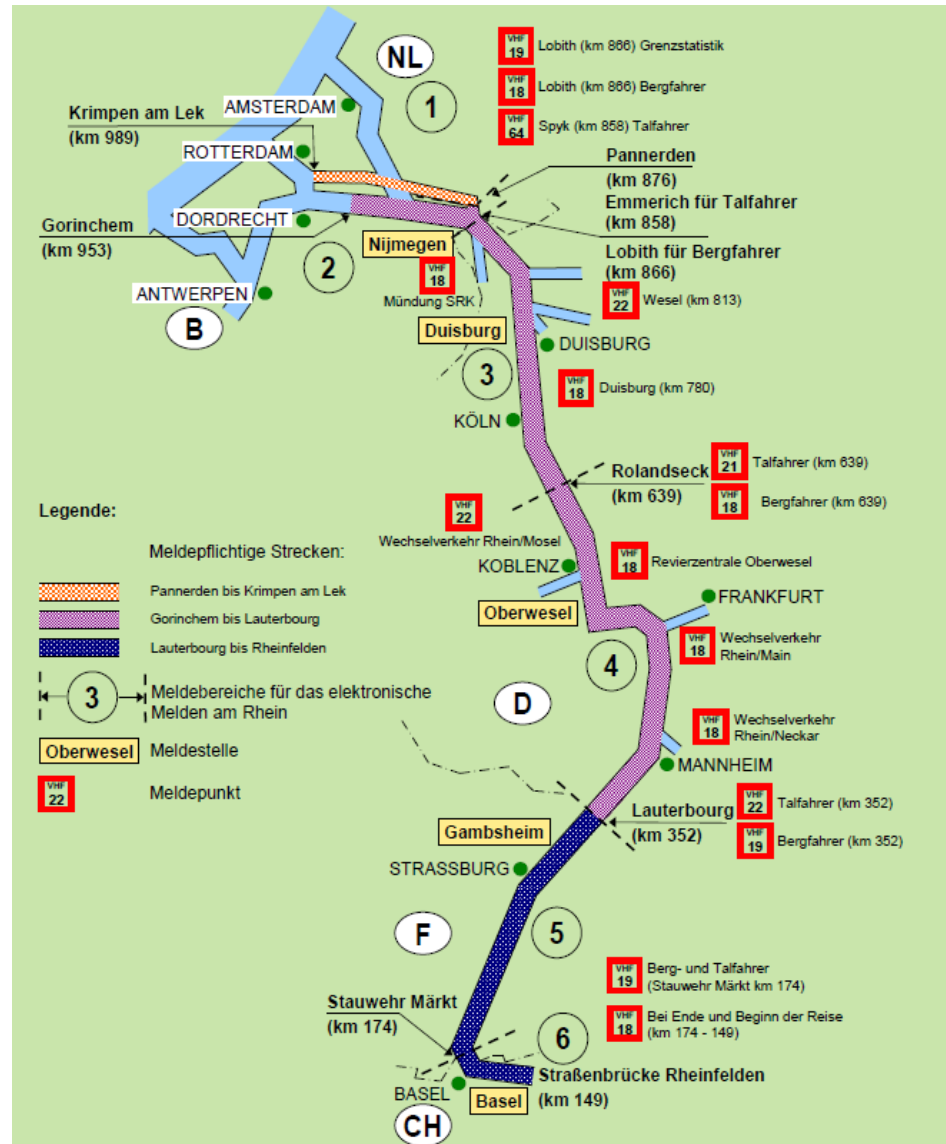 NL
1
VHF
19
Lobith (km 866) Grenzstatistik
VHF
18
Lobith (km 866) Bergfahrer
VHF
64
Spyk (km 858) Talfahrer
Krimpen am Lek
(km 989)
AMSTERDAM
ROTTERDAM
Pannerden
(km 876)
Emmerich für Talfahrer
(km 858)
Lobith für Bergfahrer
(km 866)
Gorinchem
(km 953)
DORDRECHT
2
Nijmegen
VHF
18
Mündung SRK
ANTWERPEN
B
VHF
22
Wesel (km 813)
Duisburg
DUISBURG
3
VHF
18
Duisburg (km 780)
KÖLN
Rolandseck
(km 639)
VHF
21
Talfahrer (km 639)
VHF
18
Bergfahrer (km 639)
VHF
22
Wechselverkehr Rhein/Mosel
KOBLENZ
VHF
18
Revierzentrale Oberwesel
Oberwesel
FRANKFURT
4
VHF
18
Wechselverkehr
Rhein/Main
D
VHF
18
Wechselverkehr
Rhein/Neckar
MANNHEIM
Legende:
Meldepflichtige Strecken:
Pannerden bis Krimpen am Lek
Gorinchem bis Lauterbourg
Lauterbourg bis Rheinfelden
3
Meldebereiche für das elektronische
Melden am Rhein
Oberwesel
Meldestelle
VHF
22
Meldepunkt
Lauterbourg
(km 352)
VHF
22
Talfahrer (km 352)
VHF
19
Bergfahrer (km 352)
Gambsheim
STRASSBURG
F
5
VHF
19
Berg- und Talfahrer
(Stauwehr Märkt km 174)
VHF
18
Bei Ende und Beginn der Reise
(km 174 - 149)
Stauwehr Märkt
(km 174)
6
Straßenbrücke Rheinfelden
(km 149)
BASEL
Basel
CH